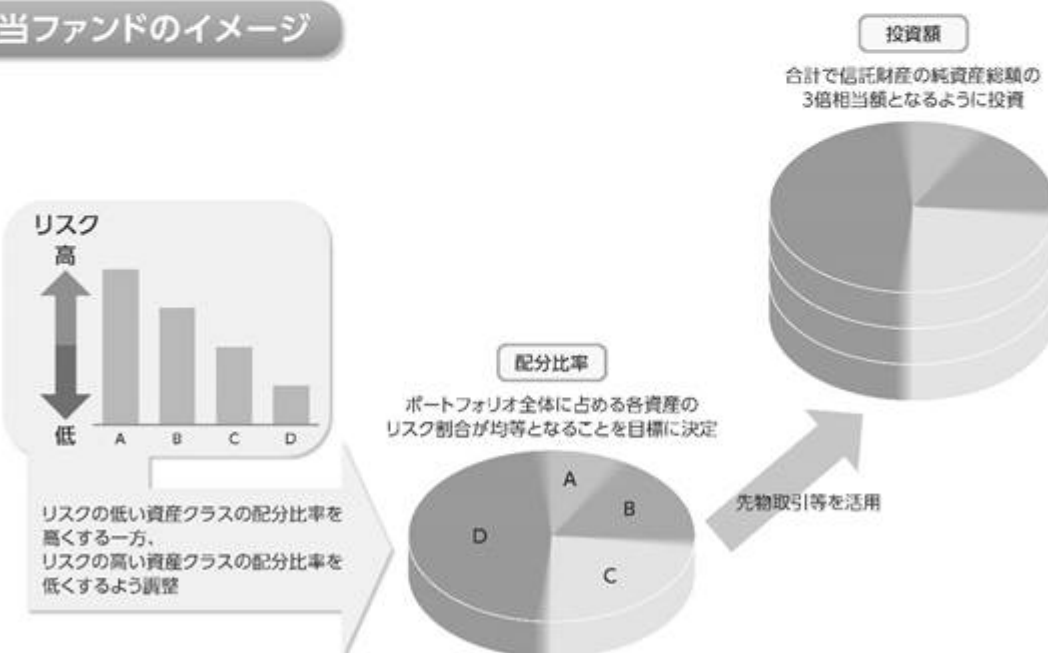 当ファンドのイメージ
投資額
合計で信託財産の純資産総額の
3倍相当額となるように投資
リスク
高
低
A
B
C
D
配分比率
ポートフォリオ全体に占める各資産の
リスク割合が均等となることを目標に決定
リスクの低い資産クラスの配分比率を
高くする一方、
リスクの高い資産クラスの配分比率を
低くするよう調整
A
B
C
D
先物取引等を活用